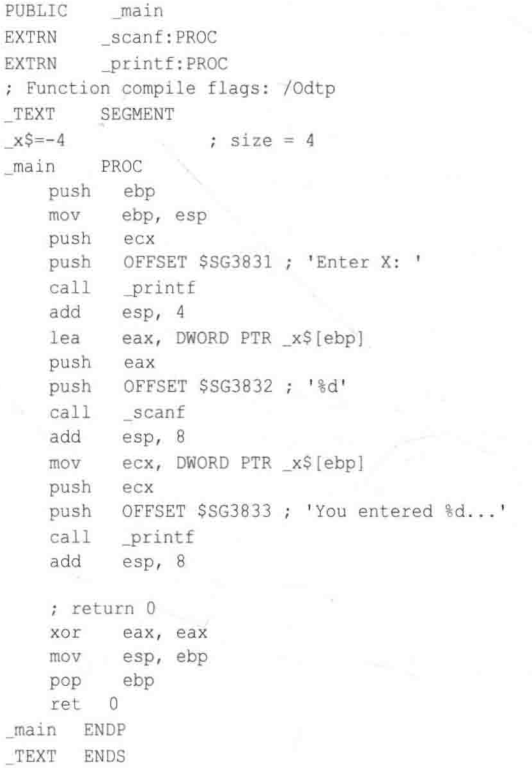 PUBLIC _main
EXTRN _scanf:PROC
EXTRN _printf:PROC
; Function compile flags: /Odtp
_TEXT SEGMENT
_x$=-4 ; size = 4
_main PROC
push ebp
mov ebp, esp
push ecx
push OFFSET $SG3831 ; 'Enter X: '
call _printf
add esp, 4
lea eax, DWORD PTR _x$[ebp]
push eax
push OFFSET $SG3832 ; '%d'
call _scanf
add esp, 8
mov ecx, DWORD PTR _x$[ebp]
push ecx
push OFFSET $SG3833 ; 'You entered %d...'
call _printf
add esp, 8
; return 0
xor eax, eax
mov esp, ebp
pop ebp
ret 0
_main ENDP
_TEXT ENDS